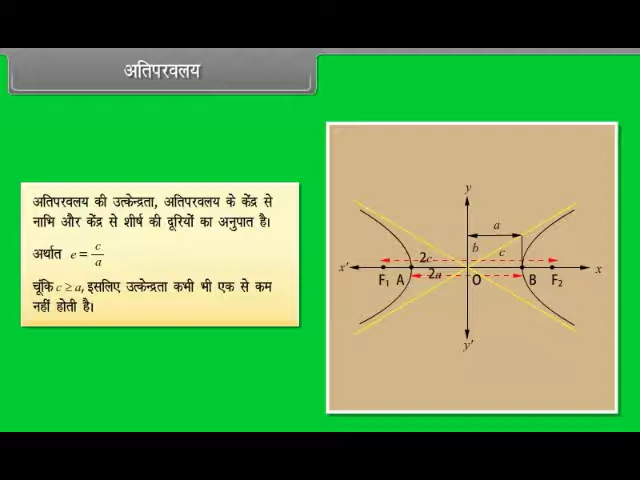 अतिपरवलय
अतिपरवलय की उत्केन्द्रता, अतिपरवलय के केंद्र से
नाभि और केंद्र से शीर्ष की दूरियों का अनुपात है।
अर्थात e = c/a
चूंकि c ≥ a, इसलिए उत्केन्द्रता कभी भी एक से कम
नहीं होती है।
y
a
b
c
2c
x'
x
2a
F₁
A
O
B
F₂
y'